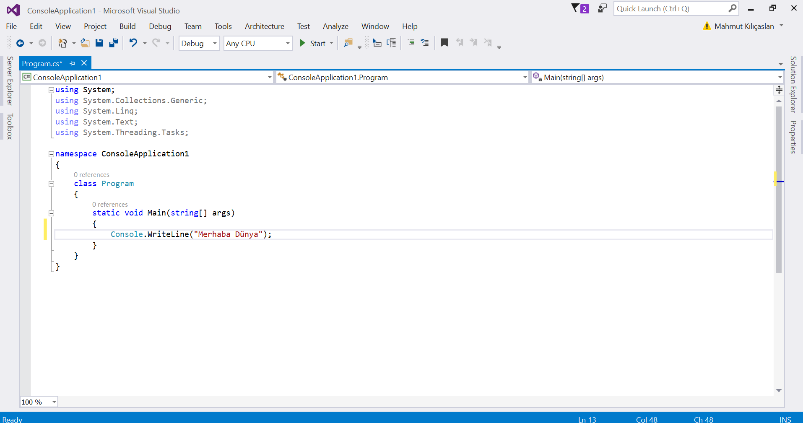 ConsoleApplication1 - Microsoft Visual Studio
2
Quick Launch (Ctrl+Q)
File Edit View Project Build Debug Team Tools Architecture Test Analyze Window Help
Mahmut Kılıçaslan
Debug Any CPU Start
Server Explorer
Toolbox
Program.cs*
ConsoleApplication1 ConsoleApplication1.Program Main(string[] args)
using System;
using System.Collections.Generic;
using System.Linq;
using System.Text;
using System.Threading.Tasks;
namespace ConsoleApplication1
{
0 references
class Program
{
0 references
static void Main(string[] args)
{
Console.WriteLine("Merhaba Dünya");
}
}
}
Solution Explorer
Properties
100 %
Ready Ln 13 Col 48 Ch 48 INS